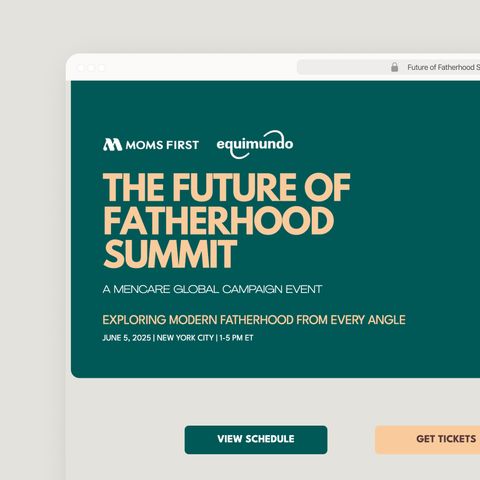 Future of Fatherhood S
MOMS FIRST
equimundo
THE FUTURE OF
FATHERHOOD
SUMMIT
A MENCARE GLOBAL CAMPAIGN EVENT
EXPLORING MODERN FATHERHOOD FROM EVERY ANGLE
JUNE 5, 2025 | NEW YORK CITY | 1-5 PM ET
VIEW SCHEDULE
GET TICKETS